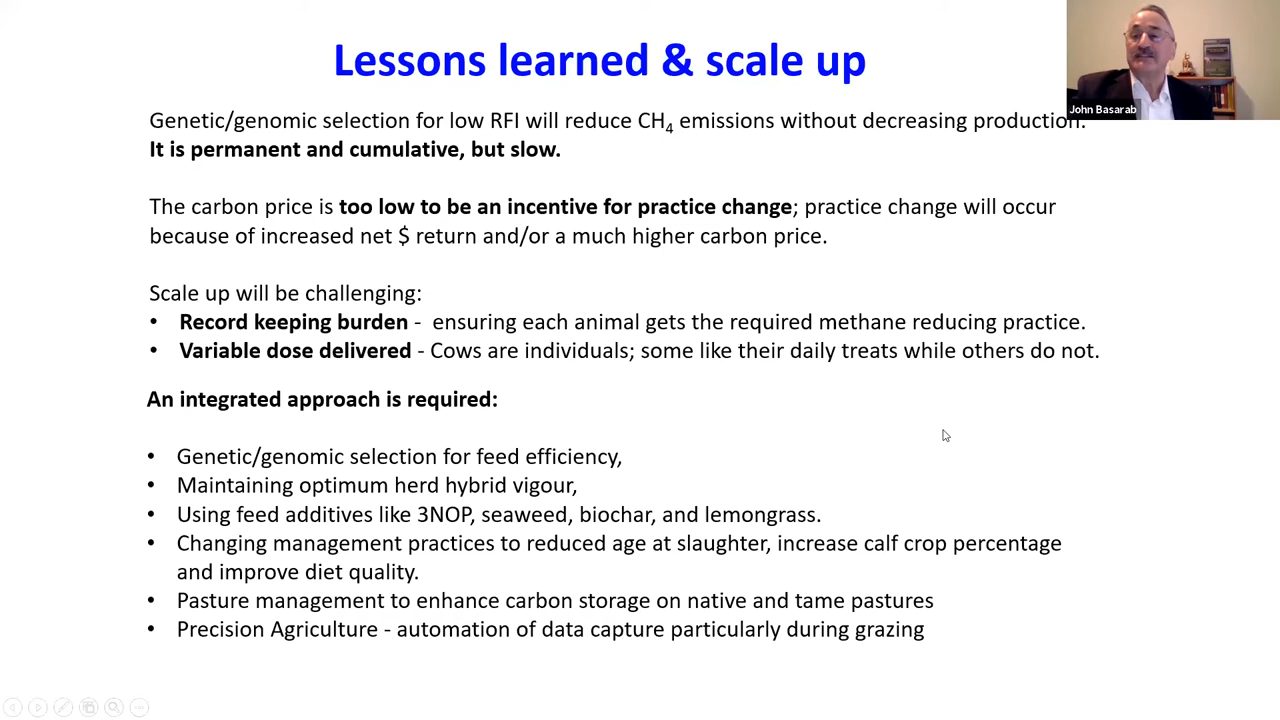 Lessons learned & scale up
John Basarab
Genetic/genomic selection for low RFI will reduce CH₄ emissions without decreasing production.
It is permanent and cumulative, but slow.
The carbon price is too low to be an incentive for practice change; practice change will occur
because of increased net $ return and/or a much higher carbon price.
Scale up will be challenging:
• Record keeping burden - ensuring each animal gets the required methane reducing practice.
• Variable dose delivered - Cows are individuals; some like their daily treats while others do not.
An integrated approach is required:
• Genetic/genomic selection for feed efficiency,
• Maintaining optimum herd hybrid vigour,
• Using feed additives like 3NOP, seaweed, biochar, and lemongrass.
• Changing management practices to reduced age at slaughter, increase calf crop percentage
and improve diet quality.
• Pasture management to enhance carbon storage on native and tame pastures
• Precision Agriculture - automation of data capture particularly during grazing